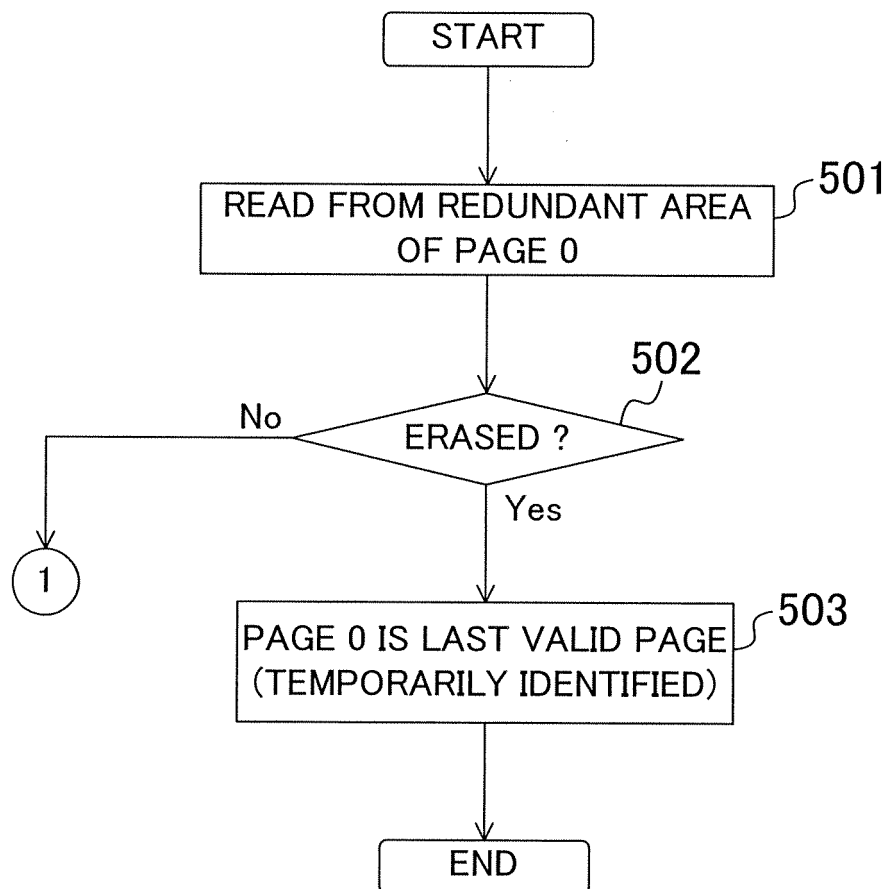 START
501
READ FROM REDUNDANT AREA
OF PAGE 0
502
No
ERASED ?
Yes
1
503
PAGE 0 IS LAST VALID PAGE
(TEMPORARILY IDENTIFIED)
END